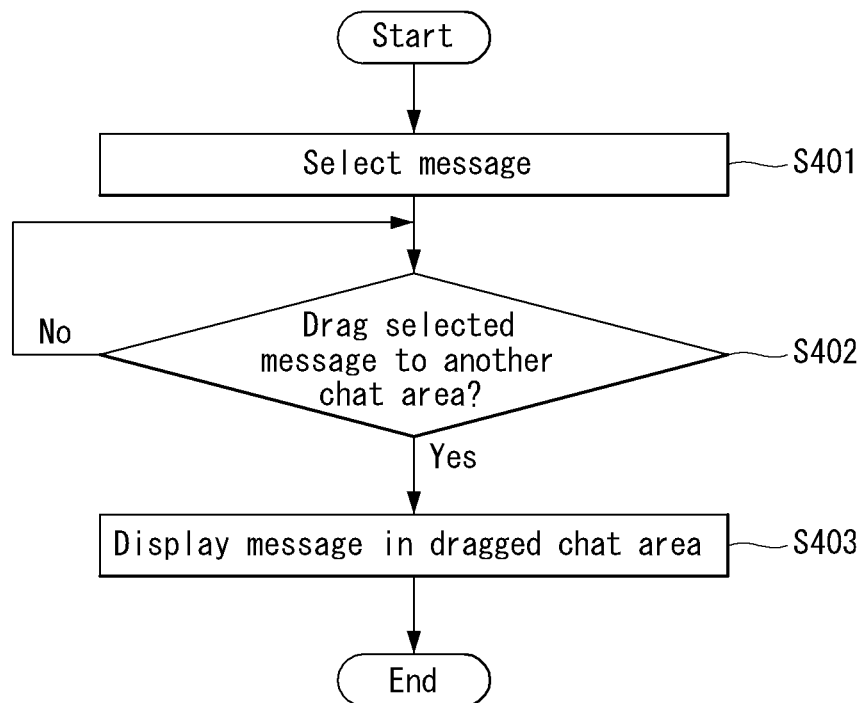 Start
Select message
S401
No
Drag selected
message to another
chat area?
S402
Yes
Display message in dragged chat area
S403
End